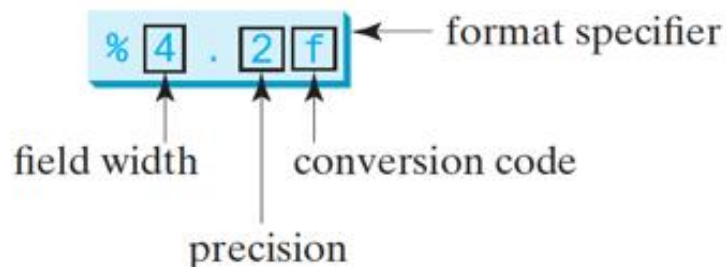 % 4 . 2 f
format specifier
field width
conversion code
precision